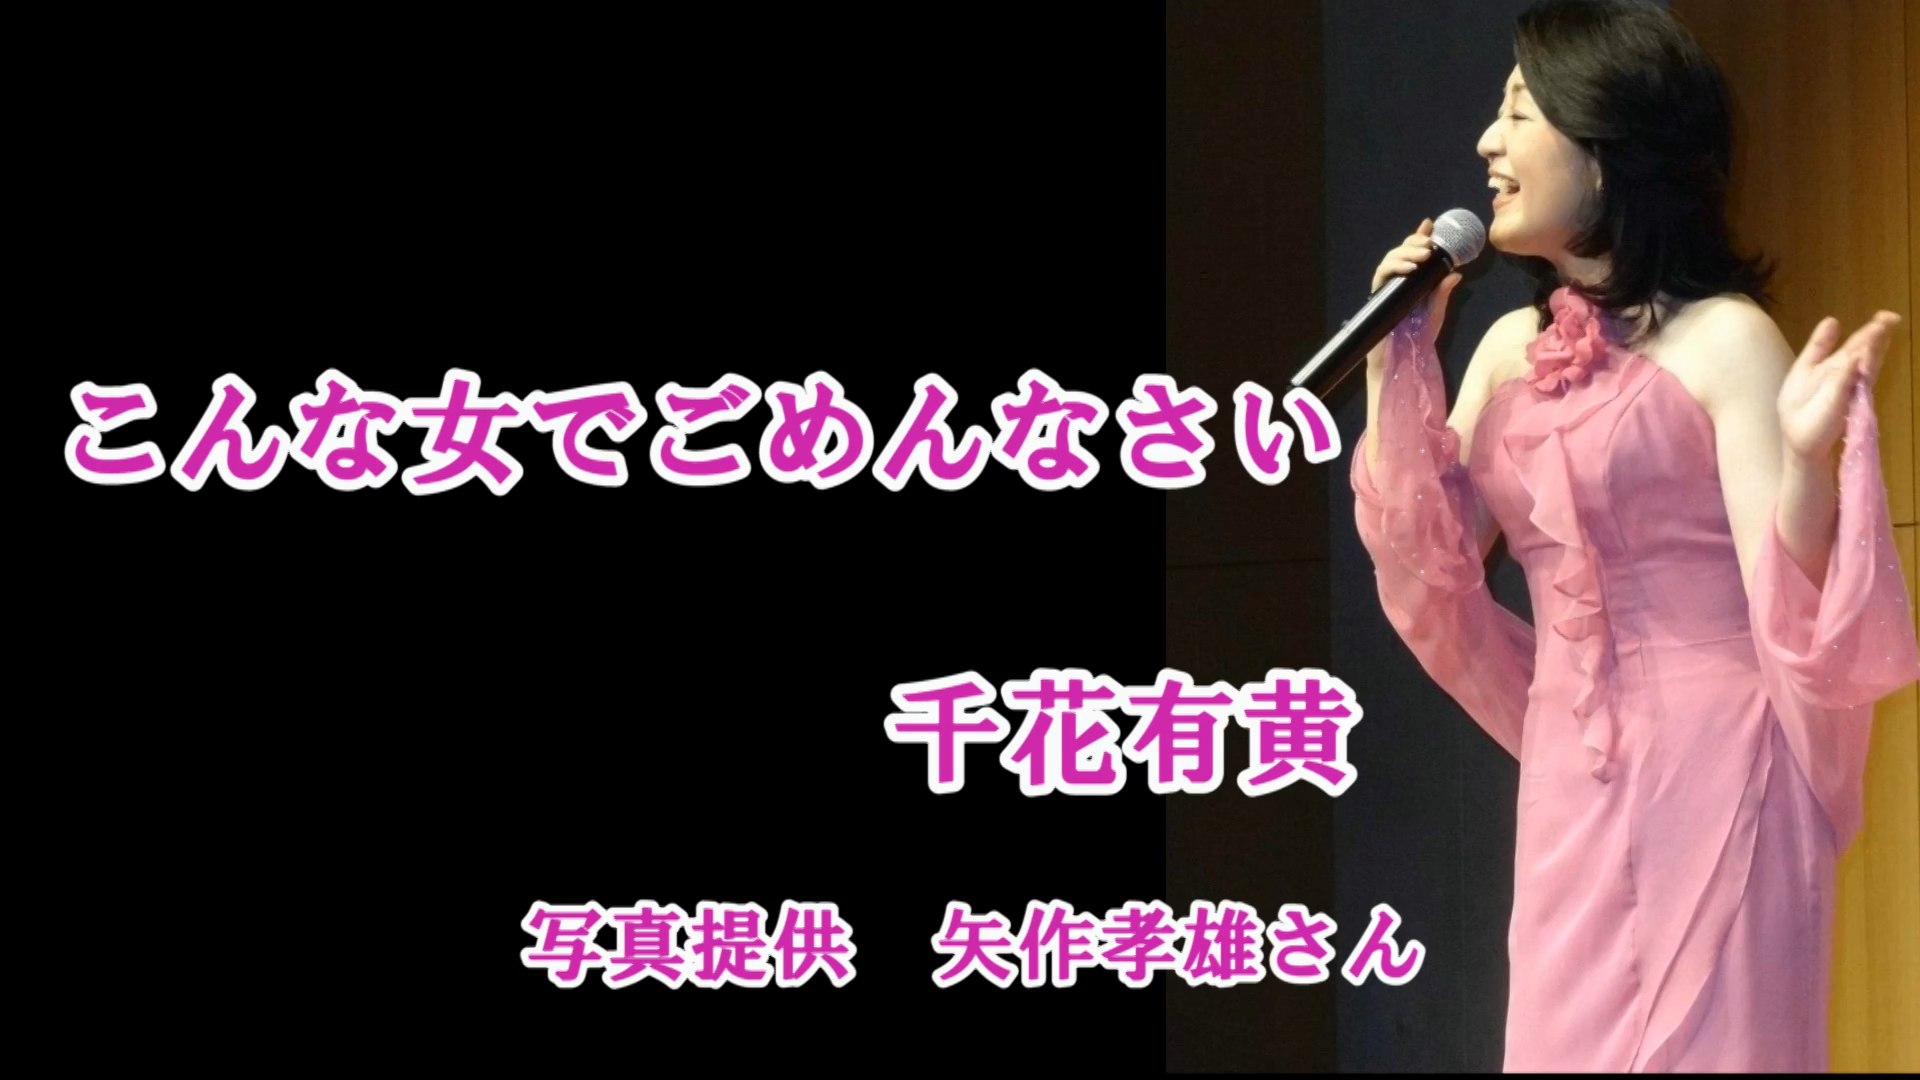 こんな女でごめんなさい
千花有黄
写真提供　矢作孝雄さん